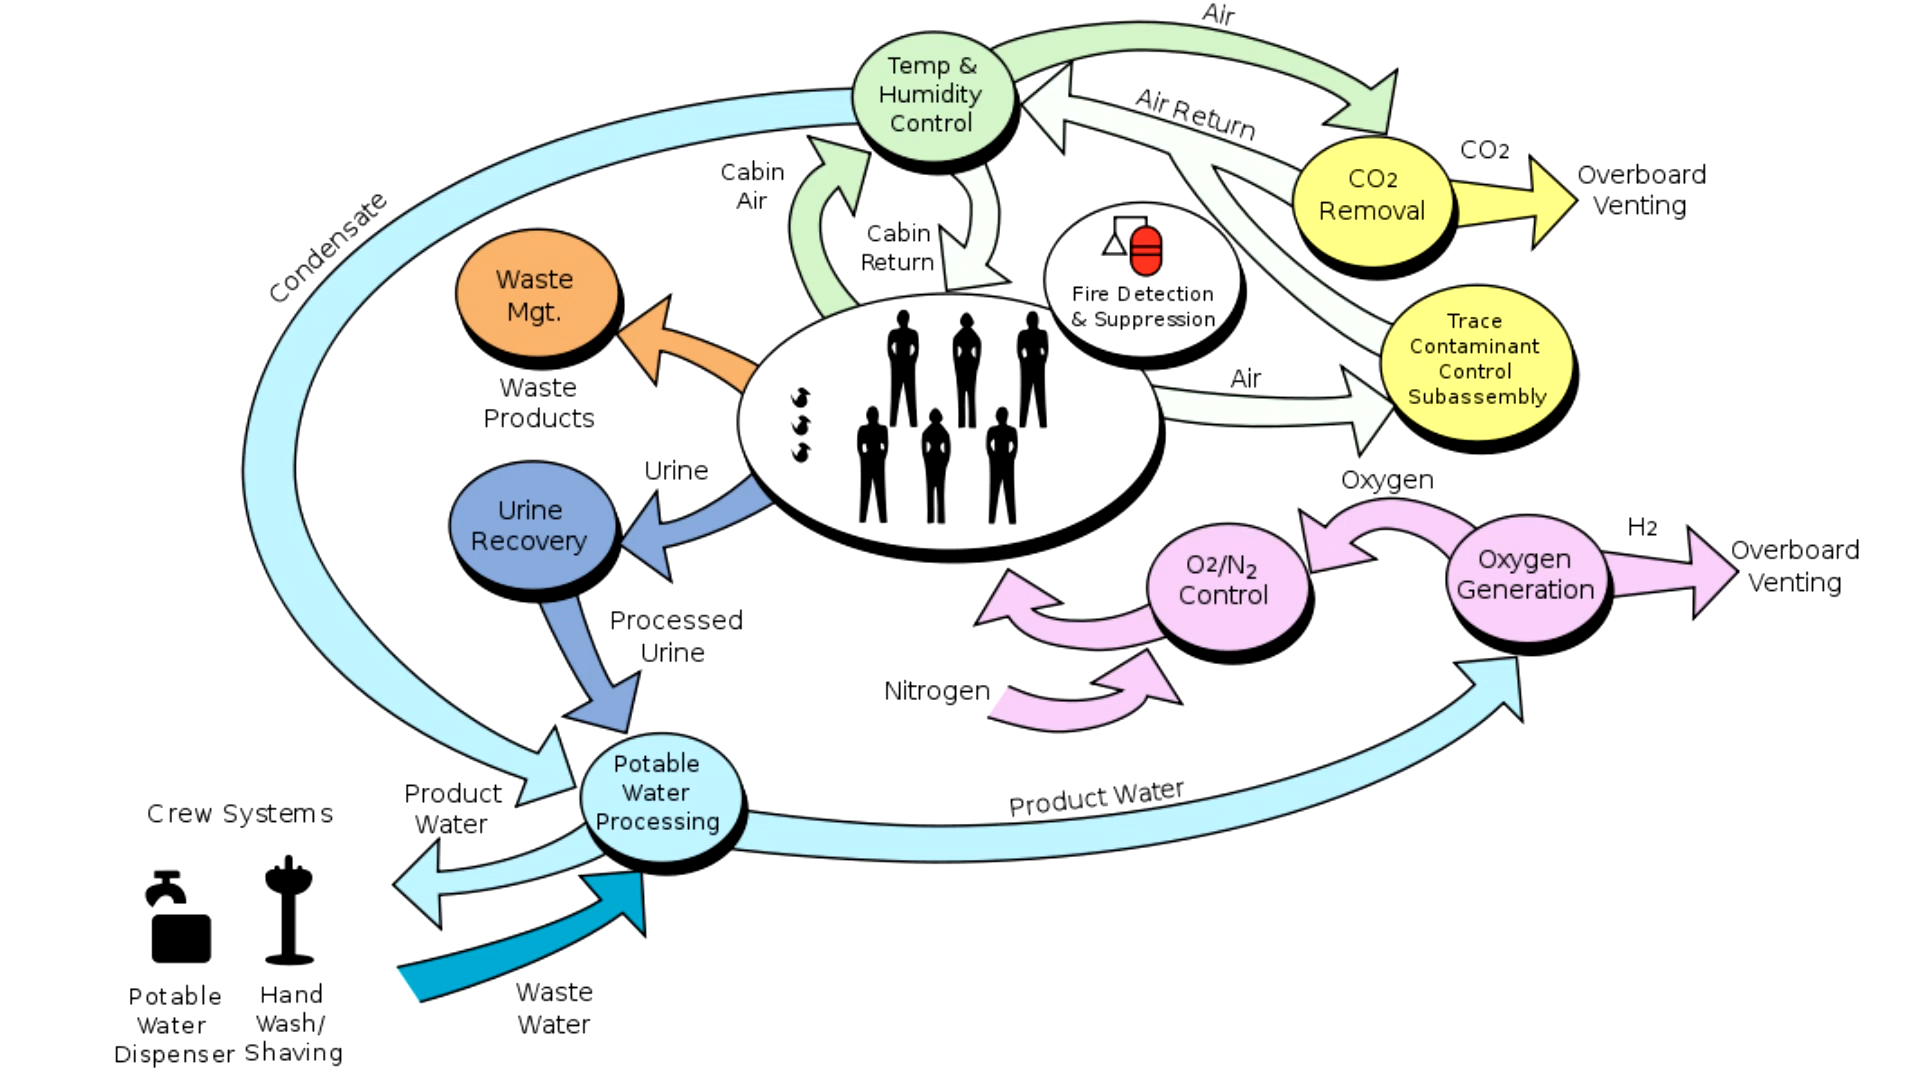 Air
Temp &
Humidity
Control
Air Return
CO2
Overboard
Venting
CO2
Removal
Cabin
Air
Cabin
Return
Condensate
Waste
Mgt.
Waste
Products
Fire Detection
& Suppression
Trace
Contaminant
Control
Subassembly
Air
Urine
Urine
Recovery
Oxygen
O2/N2
Control
Oxygen
Generation
H2
Overboard
Venting
Processed
Urine
Nitrogen
Potable
Water
Processing
Product
Water
Product Water
Crew Systems
Potable
Water
Dispenser
Hand
Wash/
Shaving
Waste
Water